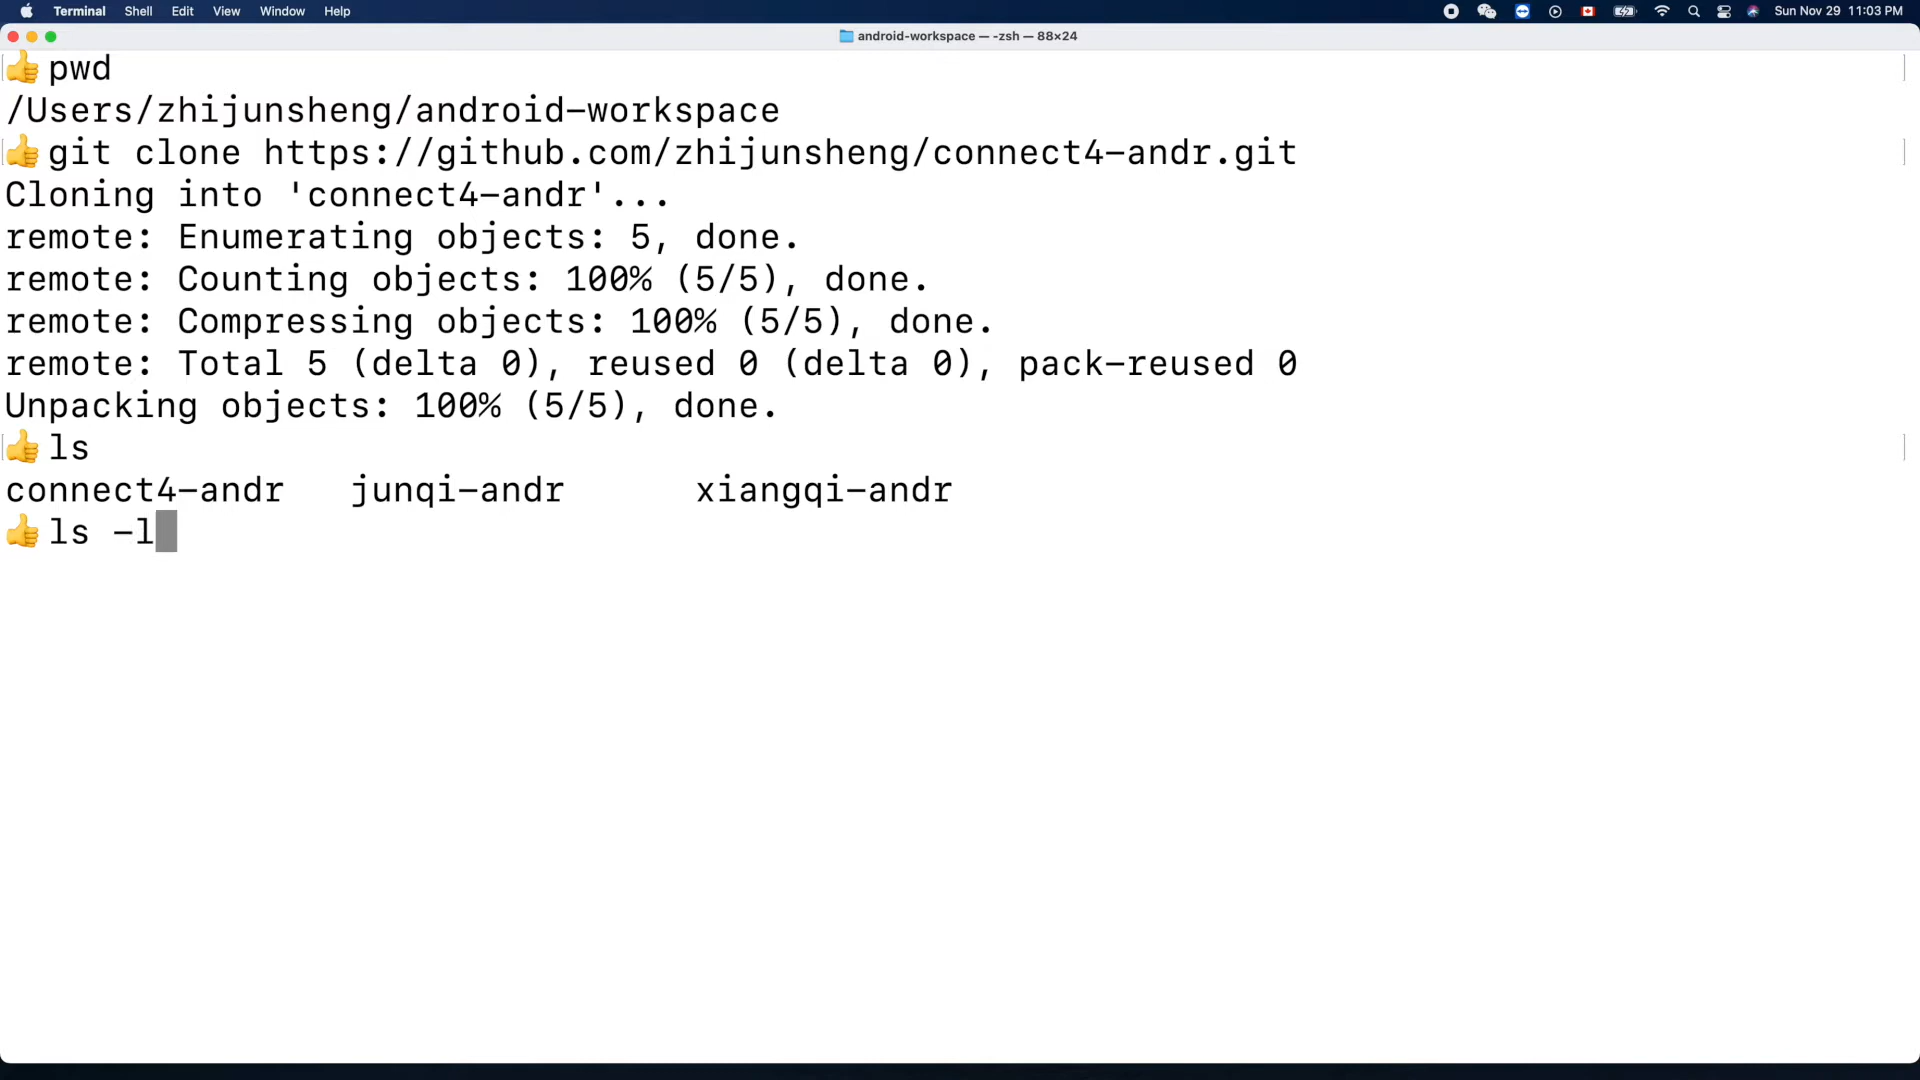 Terminal Shell Edit View Window Help Sun Nov 29 11:03 PM
android-workspace — -zsh — 88×24
👍 pwd
/Users/zhijunsheng/android-workspace
👍 git clone https://github.com/zhijunsheng/connect4-andr.git
Cloning into 'connect4-andr'...
remote: Enumerating objects: 5, done.
remote: Counting objects: 100% (5/5), done.
remote: Compressing objects: 100% (5/5), done.
remote: Total 5 (delta 0), reused 0 (delta 0), pack-reused 0
Unpacking objects: 100% (5/5), done.
👍 ls
connect4-andr junqi-andr xiangqi-andr
👍 ls -l